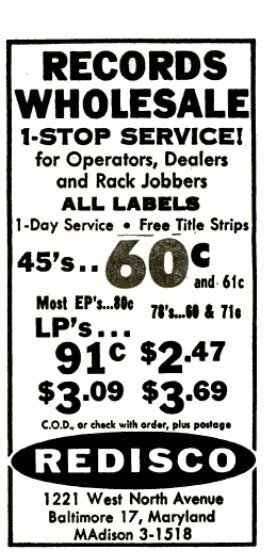 RECORDS
WHOLESALE
1-STOP SERVICE!
for Operators, Dealers
and Rack Jobbers
ALL LABELS
1-Day Service • Free Title Strips
45's.. 60¢ and 61c
Most EP's...80c 78's...60 & 71c
LP's...
91¢ $2.47
$3.09 $3.69
C.O.D., or check with order, plus postage
REDISCO
1221 West North Avenue
Baltimore 17, Maryland
MAdison 3-1518